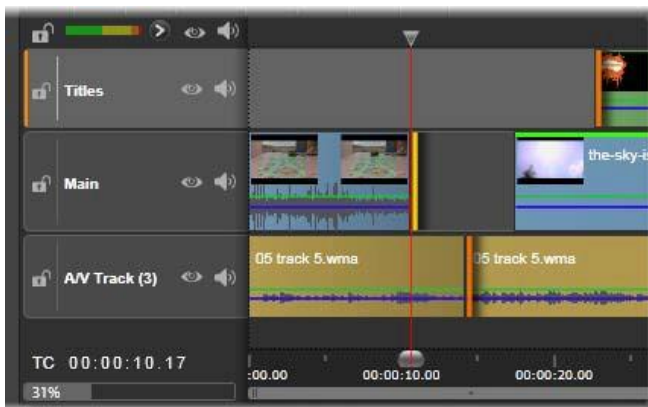 Titles
Main
the-sky-is
A/V Track (3)
05 track 5.wma
05 track 5.wma
TC 00:00:10.17
:00.00
00:00:10.00
00:00:20.00
31%